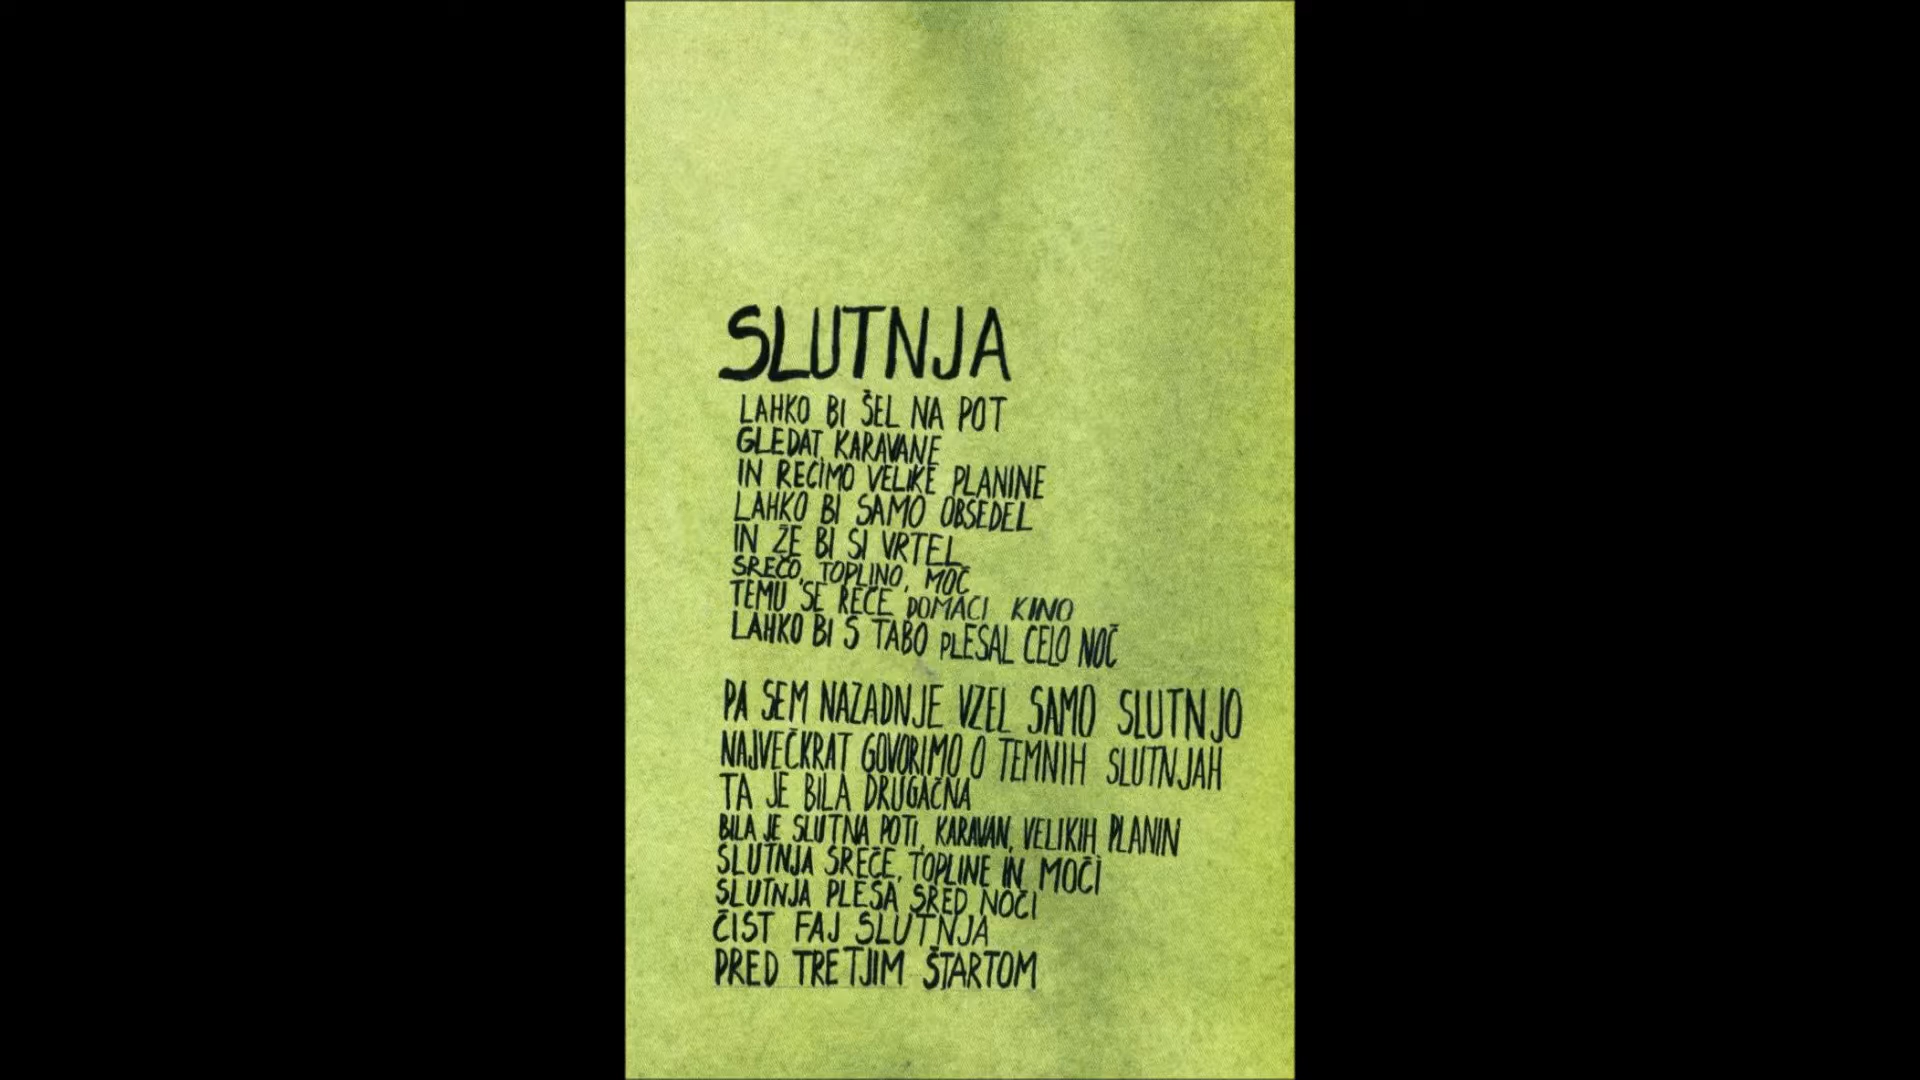 SLUTNJA
LAHKO BI ŠEL NA POT
GLEDAT KARAVANE
IN RECIMO VELIKE PLANINE
LAHKO BI SAMO OBSEDEL
IN ŽE BI SI VRTEL
SREČO, TOPLINO, MOČ
TEMU SE REČE DOMAČI KINO
LAHKO BI S TABO PLESAL CELO NOČ
PA SEM NAZADNJE VZEL SAMO SLUTNJO
NAJVEČKRAT GOVORIMO O TEMNIH SLUTNJAH
TA JE BILA DRUGAČNA
BILA JE SLUTNA POTI, KARAVAN, VELIKIH PLANIN
SLUTNJA SREČE, TOPLINE IN MOČI
SLUTNJA PLESA SRED NOČI
ČIST FAJ SLUTNJA
PRED TRETJIM ŠTARTOM